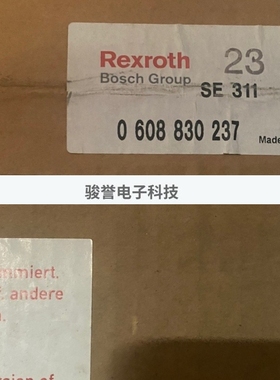 Rexroth 23
Bosch Group SE 311
0 608 830 237 Made
骏誉电子科技
mmiert.
andere
n.